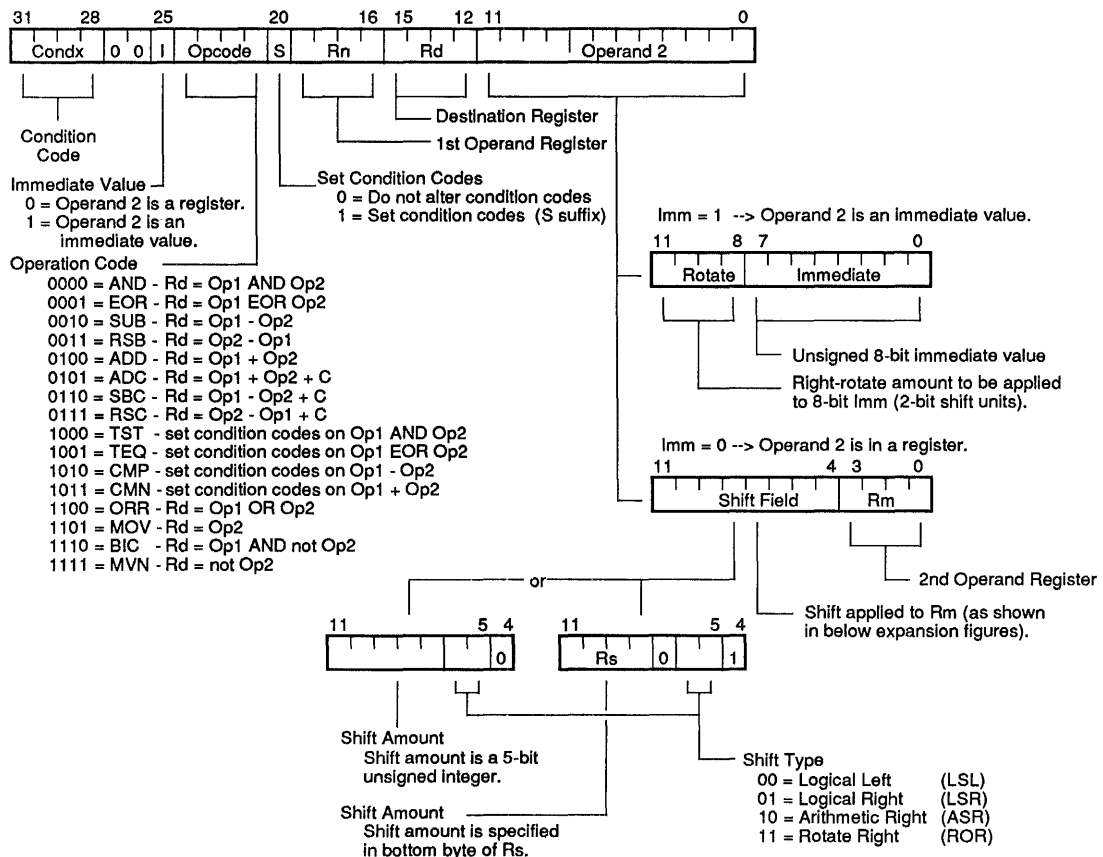 31 28 25 20 16 15 12 11 0
Condx 0 0 I Opcode S Rn Rd Operand 2
Destination Register
1st Operand Register
Condition
Code
Immediate Value
0 = Operand 2 is a register.
1 = Operand 2 is an
immediate value.
Set Condition Codes
0 = Do not alter condition codes
1 = Set condition codes (S suffix)
Operation Code
0000 = AND - Rd = Op1 AND Op2
0001 = EOR - Rd = Op1 EOR Op2
0010 = SUB - Rd = Op1 - Op2
0011 = RSB - Rd = Op2 - Op1
0100 = ADD - Rd = Op1 + Op2
0101 = ADC - Rd = Op1 + Op2 + C
0110 = SBC - Rd = Op1 - Op2 + C
0111 = RSC - Rd = Op2 - Op1 + C
1000 = TST - set condition codes on Op1 AND Op2
1001 = TEQ - set condition codes on Op1 EOR Op2
1010 = CMP - set condition codes on Op1 - Op2
1011 = CMN - set condition codes on Op1 + Op2
1100 = ORR - Rd = Op1 OR Op2
1101 = MOV - Rd = Op2
1110 = BIC - Rd = Op1 AND not Op2
1111 = MVN - Rd = not Op2
Imm = 1 --> Operand 2 is an immediate value.
11 8 7 0
Rotate Immediate
Unsigned 8-bit immediate value
Right-rotate amount to be applied
to 8-bit Imm (2-bit shift units).
Imm = 0 --> Operand 2 is in a register.
11 4 3 0
Shift Field Rm
2nd Operand Register
Shift applied to Rm (as shown
in below expansion figures).
or
11 5 4
0
11 5 4
Rs 0 1
Shift Amount
Shift amount is a 5-bit
unsigned integer.
Shift Amount
Shift amount is specified
in bottom byte of Rs.
Shift Type
00 = Logical Left (LSL)
01 = Logical Right (LSR)
10 = Arithmetic Right (ASR)
11 = Rotate Right (ROR)